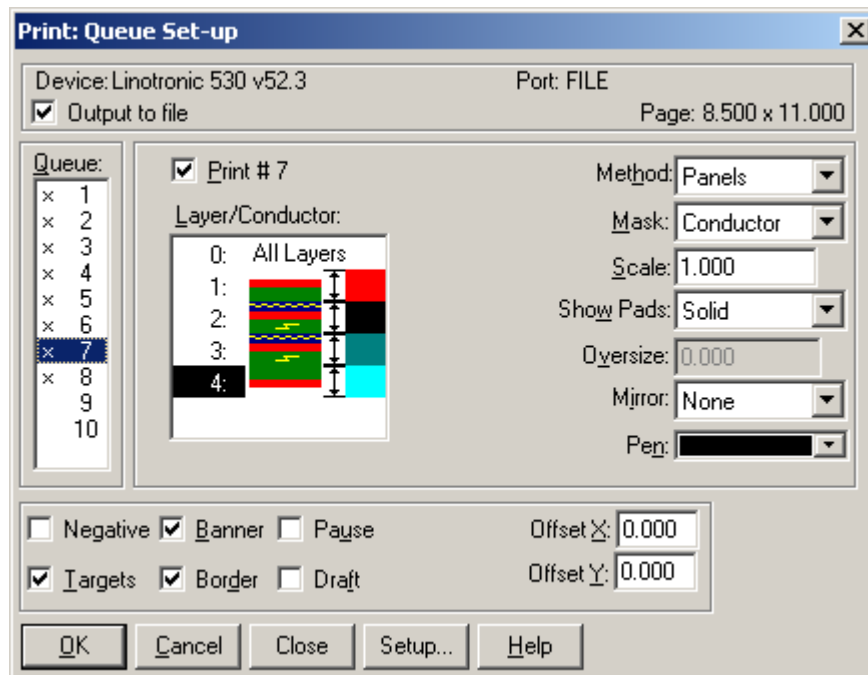 Print: Queue Set-up
Device: Linotronic 530 v52.3 Port: FILE
Output to file Page: 8.500 x 11.000
Queue:
× 1
× 2
× 3
× 4
× 5
× 6
× 7
× 8
9
10
Print # 7
Layer/Conductor:
0: All Layers
1:
2:
3:
4:
Method: Panels
Mask: Conductor
Scale: 1.000
Show Pads: Solid
Oversize: 0.000
Mirror: None
Pen:
Negative Banner Pause Offset X: 0.000
Targets Border Draft Offset Y: 0.000
OK Cancel Close Setup... Help